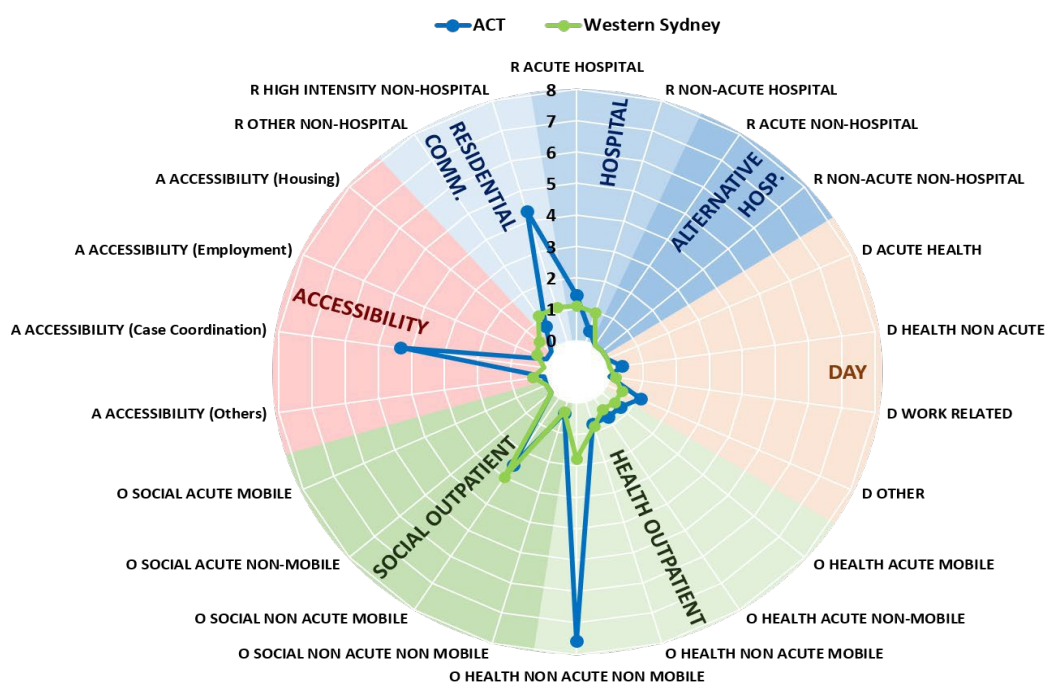 ACT
Western Sydney
R ACUTE HOSPITAL
R HIGH INTENSITY NON-HOSPITAL
R NON-ACUTE HOSPITAL
R OTHER NON-HOSPITAL
R ACUTE NON-HOSPITAL
A ACCESSIBILITY (Housing)
R NON-ACUTE NON-HOSPITAL
A ACCESSIBILITY (Employment)
D ACUTE HEALTH
A ACCESSIBILITY (Case Coordination)
D HEALTH NON ACUTE
A ACCESSIBILITY (Others)
D WORK RELATED
O SOCIAL ACUTE MOBILE
D OTHER
O SOCIAL ACUTE NON-MOBILE
O HEALTH ACUTE MOBILE
O SOCIAL NON ACUTE MOBILE
O HEALTH ACUTE NON-MOBILE
O SOCIAL NON ACUTE NON MOBILE
O HEALTH NON ACUTE MOBILE
O HEALTH NON ACUTE NON MOBILE
8
7
6
5
4
3
2
1
0
RESIDENTIAL
COMM.
HOSPITAL
ALTERNATIVE
HOSP.
ACCESSIBILITY
DAY
SOCIAL OUTPATIENT
HEALTH OUTPATIENT